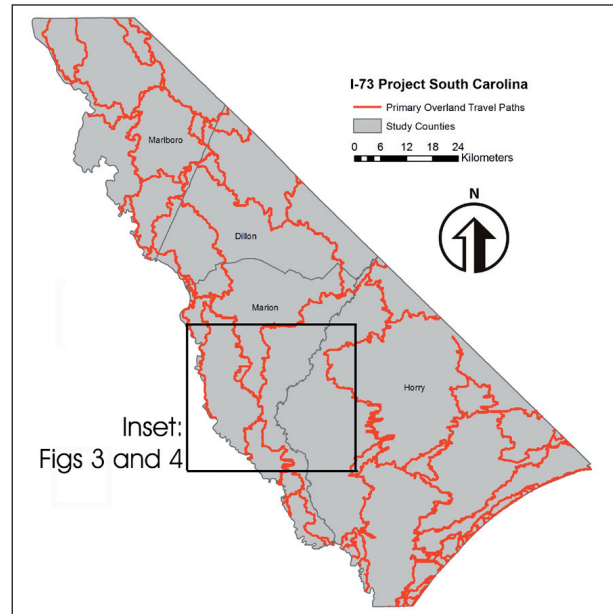 I-73 Project South Carolina
Primary Overland Travel Paths
Study Counties
0 6 12 18 24
Kilometers
N
Marlboro
Dillon
Marion
Horry
Inset:
Figs 3 and 4